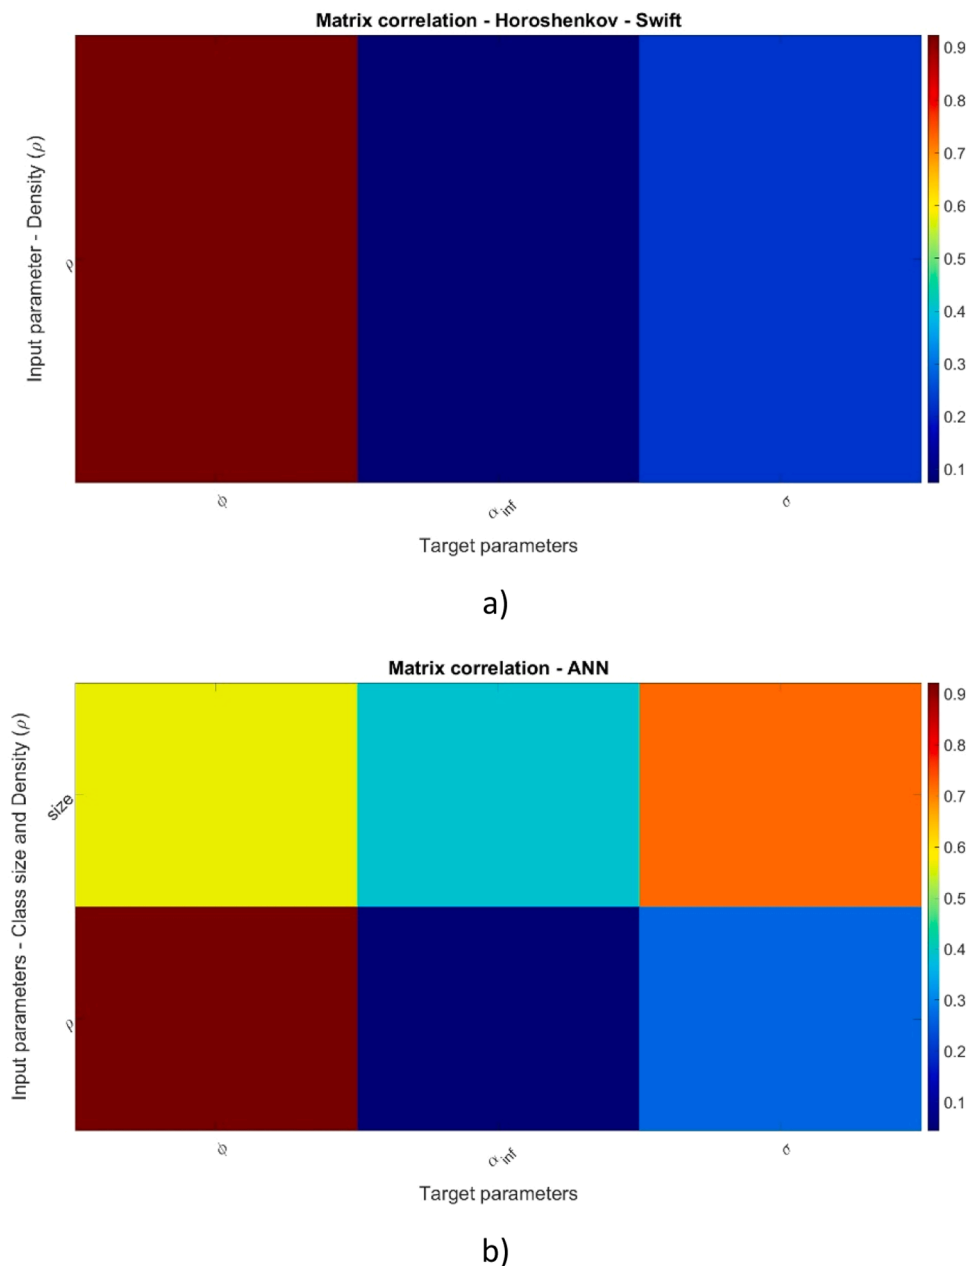 Matrix correlation - Horoshenkov - Swift
Input parameter - Density (ρ)
ρ
0.9
0.8
0.7
0.6
0.5
0.4
0.3
0.2
0.1
ϕ
α_inf
σ
Target parameters
a)
Matrix correlation - ANN
Input parameters - Class size and Density (ρ)
size
ρ
0.9
0.8
0.7
0.6
0.5
0.4
0.3
0.2
0.1
ϕ
α_inf
σ
Target parameters
b)